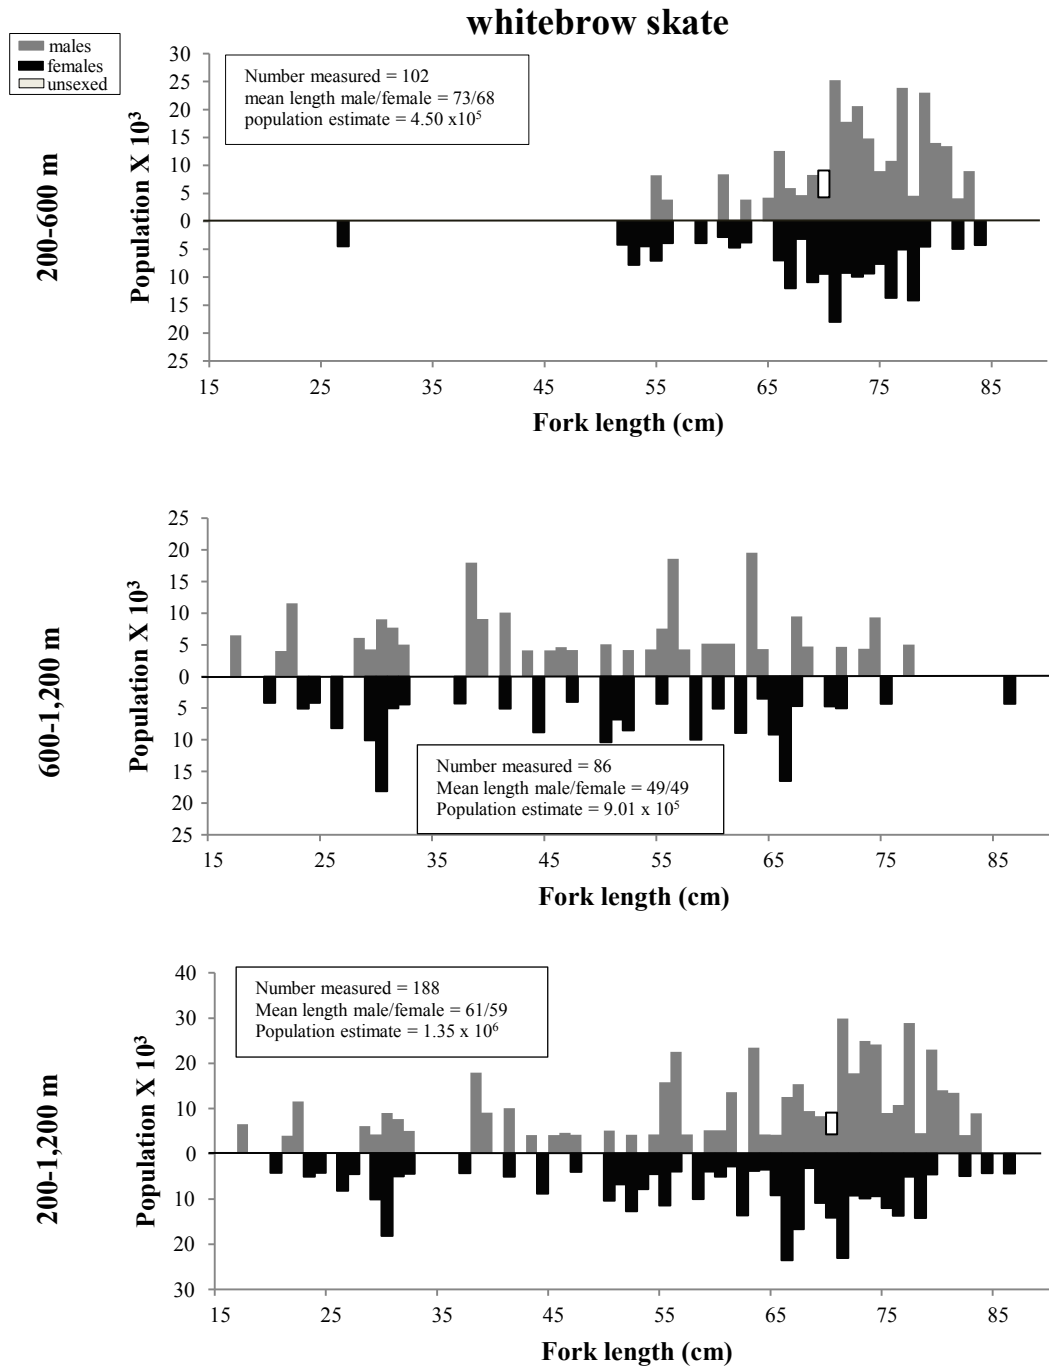 whitebrow skate
males
females
unsexed
200-600 m
Population X 10³
30
25
20
15
10
5
0
5
10
15
20
25
Number measured = 102
mean length male/female = 73/68
population estimate = 4.50 x10⁵
15 25 35 45 55 65 75 85
Fork length (cm)
600-1,200 m
Population X 10³
25
20
15
10
5
0
5
10
15
20
25
Number measured = 86
Mean length male/female = 49/49
Population estimate = 9.01 x 10⁵
15 25 35 45 55 65 75 85
Fork length (cm)
200-1,200 m
Population X 10³
40
30
20
10
0
10
20
30
Number measured = 188
Mean length male/female = 61/59
Population estimate = 1.35 x 10⁶
15 25 35 45 55 65 75 85
Fork length (cm)